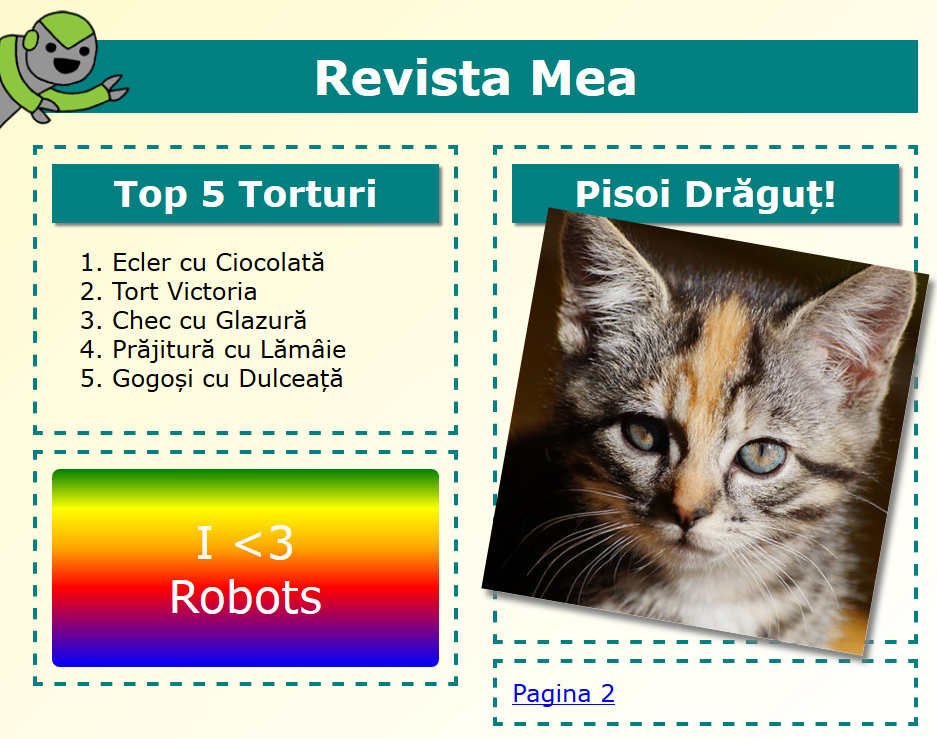 Revista Mea
Top 5 Torturi
1. Ecler cu Ciocolată
2. Tort Victoria
3. Chec cu Glazură
4. Prăjitură cu Lămâie
5. Gogoși cu Dulceață
I <3
Robots
Pisoi Drăguț!
Pagina 2